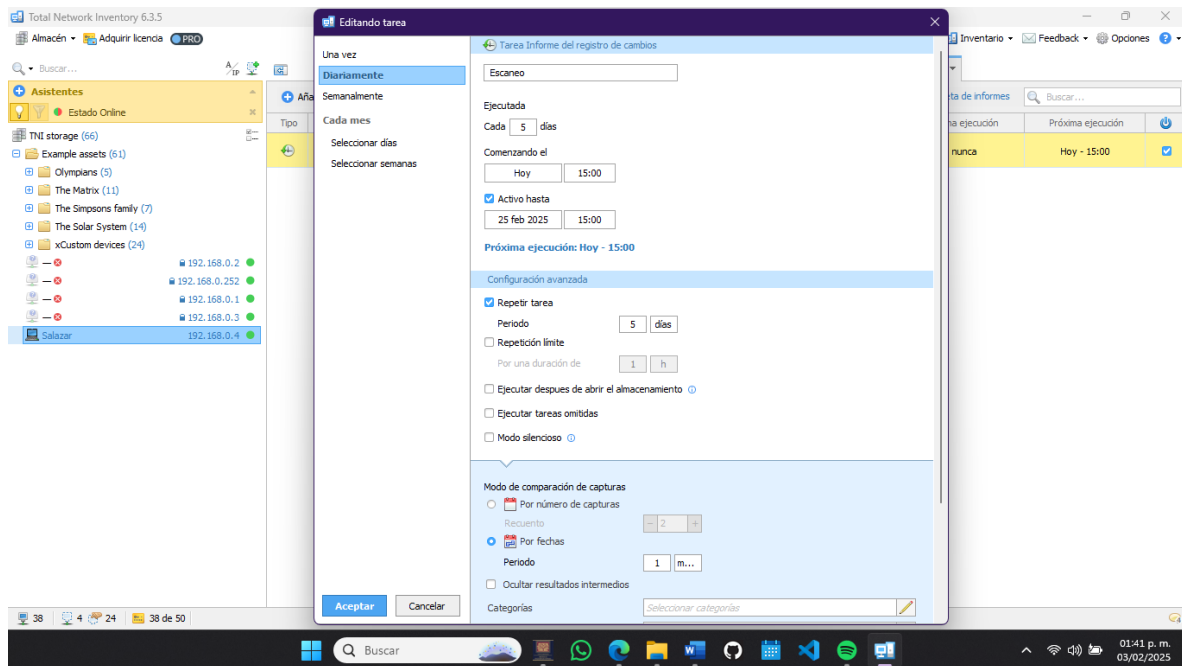 Total Network Inventory 6.3.5
Almacén
Adquirir licencia
PRO
Inventario
Feedback
Opciones
Buscar...
A/IP
Asistentes
Estado Online
TNI storage (66)
Example assets (61)
Olympians (5)
The Matrix (11)
The Simpsons family (7)
The Solar System (14)
xCustom devices (24)
192.168.0.2
192.168.0.252
192.168.0.1
192.168.0.3
Salazar 192.168.0.4
38
4
24
38 de 50
Aña
Tipo
Editando tarea
Una vez
Diariamente
Semanalmente
Cada mes
Seleccionar días
Seleccionar semanas
Aceptar
Cancelar
Tarea Informe del registro de cambios
Escaneo
Ejecutada
Cada 5 días
Comenzando el
Hoy 15:00
Activo hasta
25 feb 2025 15:00
Próxima ejecución: Hoy - 15:00
Configuración avanzada
Repetir tarea
Periodo 5 días
Repetición límite
Por una duración de 1 h
Ejecutar despues de abrir el almacenamiento
Ejecutar tareas omitidas
Modo silencioso
Modo de comparación de capturas
Por número de capturas
Recuento - 2 +
Por fechas
Periodo 1 m...
Ocultar resultados intermedios
Categorías Seleccionar categorías
ta de informes
Buscar...
na ejecución
Próxima ejecución
nunca
Hoy - 15:00
Buscar
01:41 p. m.
03/02/2025